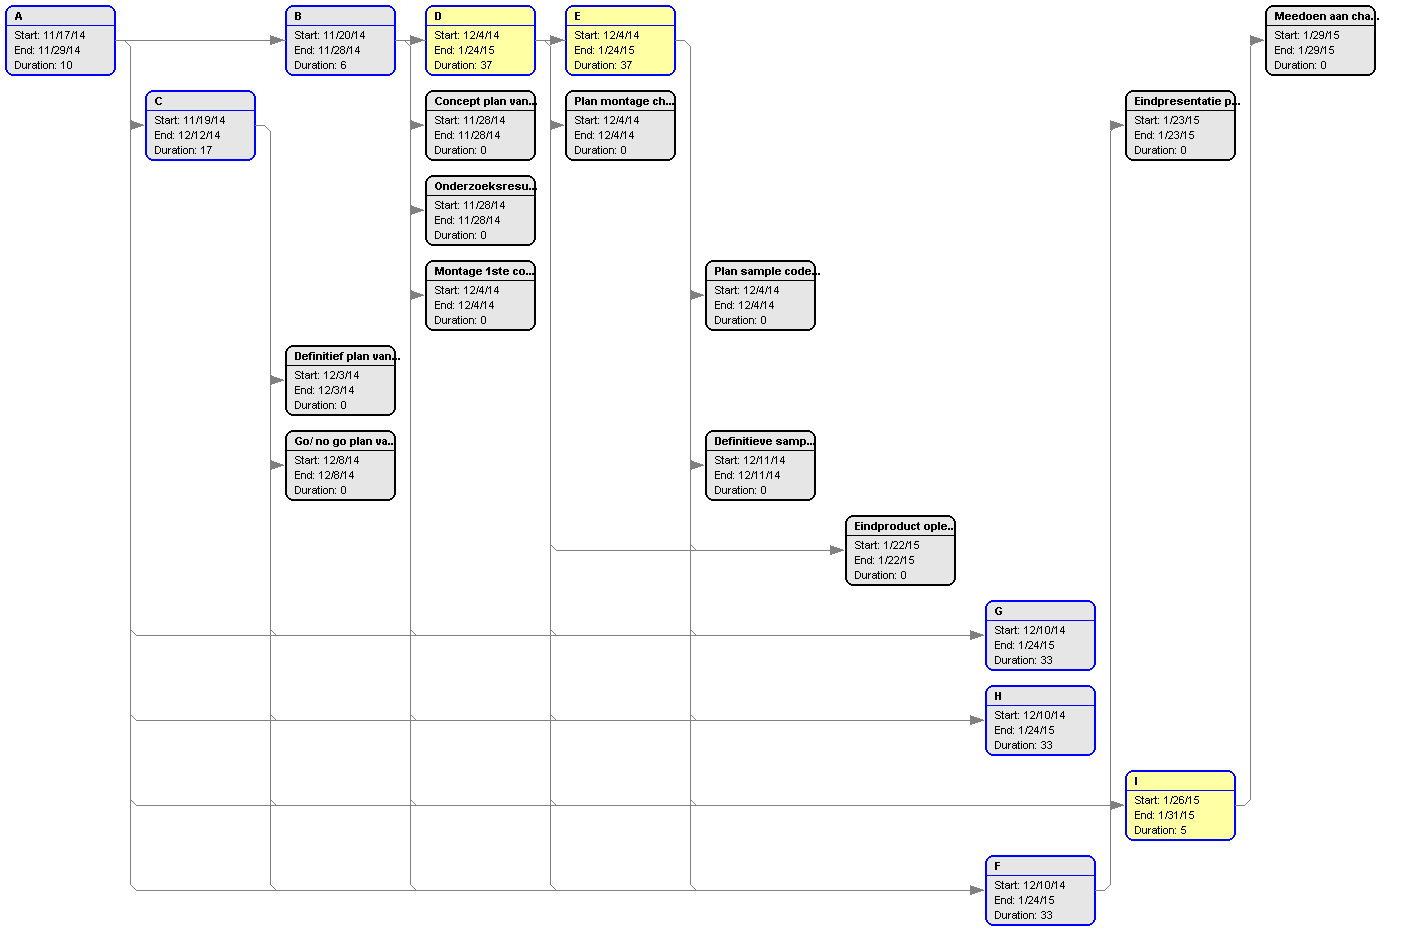 A
Start: 11/17/14
End: 11/29/14
Duration: 10
B
Start: 11/20/14
End: 11/28/14
Duration: 6
D
Start: 12/4/14
End: 1/24/15
Duration: 37
E
Start: 12/4/14
End: 1/24/15
Duration: 37
Meedoen aan cha...
Start: 1/29/15
End: 1/29/15
Duration: 0
C
Start: 11/19/14
End: 12/12/14
Duration: 17
Concept plan van...
Start: 11/28/14
End: 11/28/14
Duration: 0
Plan montage ch...
Start: 12/4/14
End: 12/4/14
Duration: 0
Eindpresentatie p...
Start: 1/23/15
End: 1/23/15
Duration: 0
Onderzoeksresu...
Start: 11/28/14
End: 11/28/14
Duration: 0
Montage 1ste co...
Start: 12/4/14
End: 12/4/14
Duration: 0
Plan sample code...
Start: 12/4/14
End: 12/4/14
Duration: 0
Definitief plan van...
Start: 12/3/14
End: 12/3/14
Duration: 0
Go/ no go plan va...
Start: 12/8/14
End: 12/8/14
Duration: 0
Definitieve samp...
Start: 12/11/14
End: 12/11/14
Duration: 0
Eindproduct ople...
Start: 1/22/15
End: 1/22/15
Duration: 0
G
Start: 12/10/14
End: 1/24/15
Duration: 33
H
Start: 12/10/14
End: 1/24/15
Duration: 33
I
Start: 1/26/15
End: 1/31/15
Duration: 5
F
Start: 12/10/14
End: 1/24/15
Duration: 33